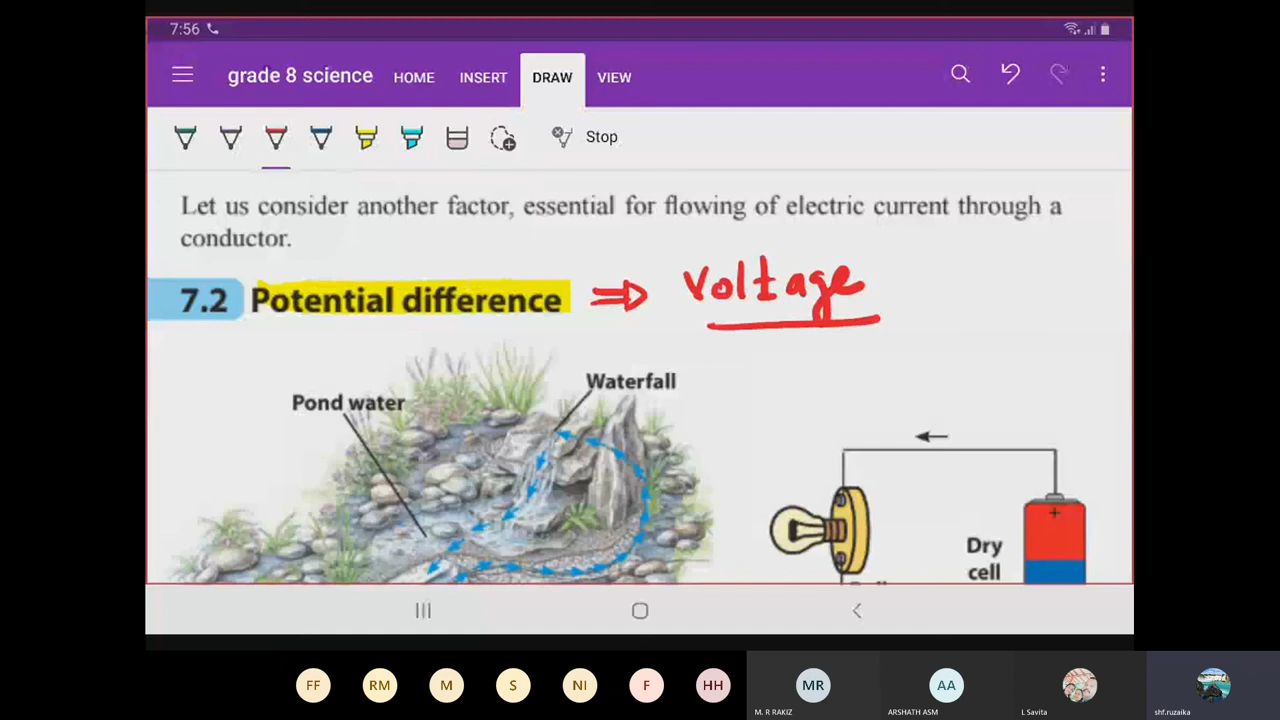 7:56
grade 8 science HOME INSERT DRAW VIEW
Stop
Let us consider another factor, essential for flowing of electric current through a
conductor.
7.2 Potential difference ⇒ Voltage
Waterfall
Pond water
+
Dry
cell
FF RM M S NI F HH MR AA
M. R RAKIZ ARSHATH ASM L Savita shf.ruzaika